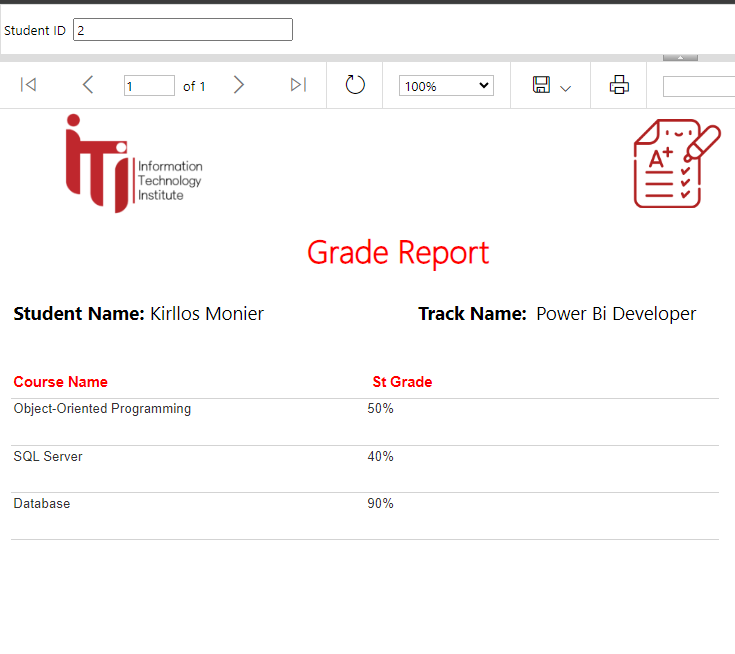 Student ID 2
1 of 1 100%
iTi
Information
Technology
Institute
A+
Grade Report
Student Name: Kirllos Monier Track Name: Power Bi Developer
Course Name St Grade
Object-Oriented Programming 50%
SQL Server 40%
Database 90%